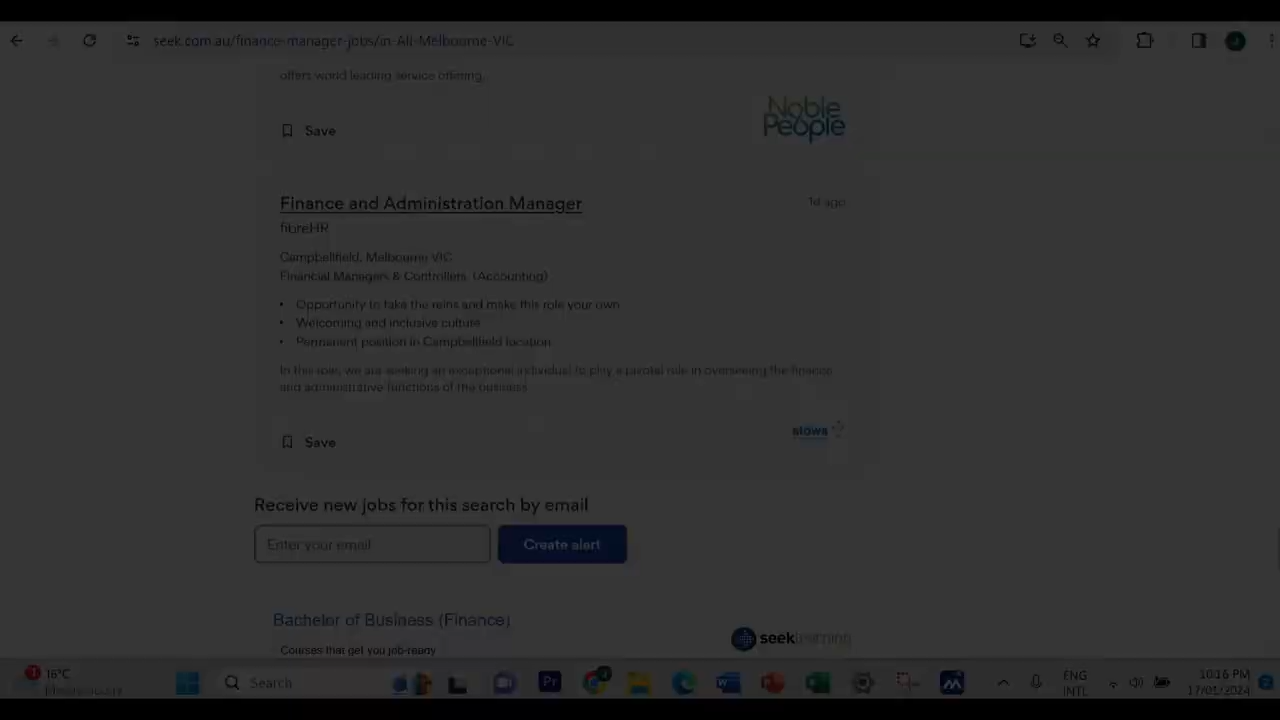 seek.com.au/finance-manager-jobs/in-All-Melbourne-VIC
offers world leading service offering.
Save
Noble
People
Finance and Administration Manager
1d ago
fibreHR
Campbellfield, Melbourne VIC
Financial Managers & Controllers (Accounting)
• Opportunity to take the reins and make this role your own
• Welcoming and inclusive culture
• Permanent position in Campbellfield location
In this role, we are seeking an exceptional individual to play a pivotal role in overseeing the finance
and administrative functions of the business
Save
Receive new jobs for this search by email
Enter your email
Create alert
Bachelor of Business (Finance)
seek learning
Courses that get you job-ready
1
16°C
Search
Pr
ENG
INTL
10:16 PM
17/01/2024